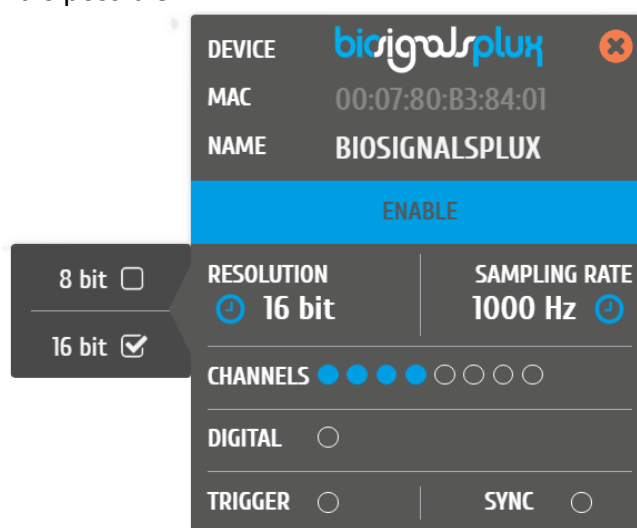 DEVICE biosignalsplux
MAC 00:07:80:B3:84:01
NAME BIOSIGNALSPLUX
ENABLE
8 bit
16 bit
RESOLUTION
16 bit
SAMPLING RATE
1000 Hz
CHANNELS
DIGITAL
TRIGGER SYNC